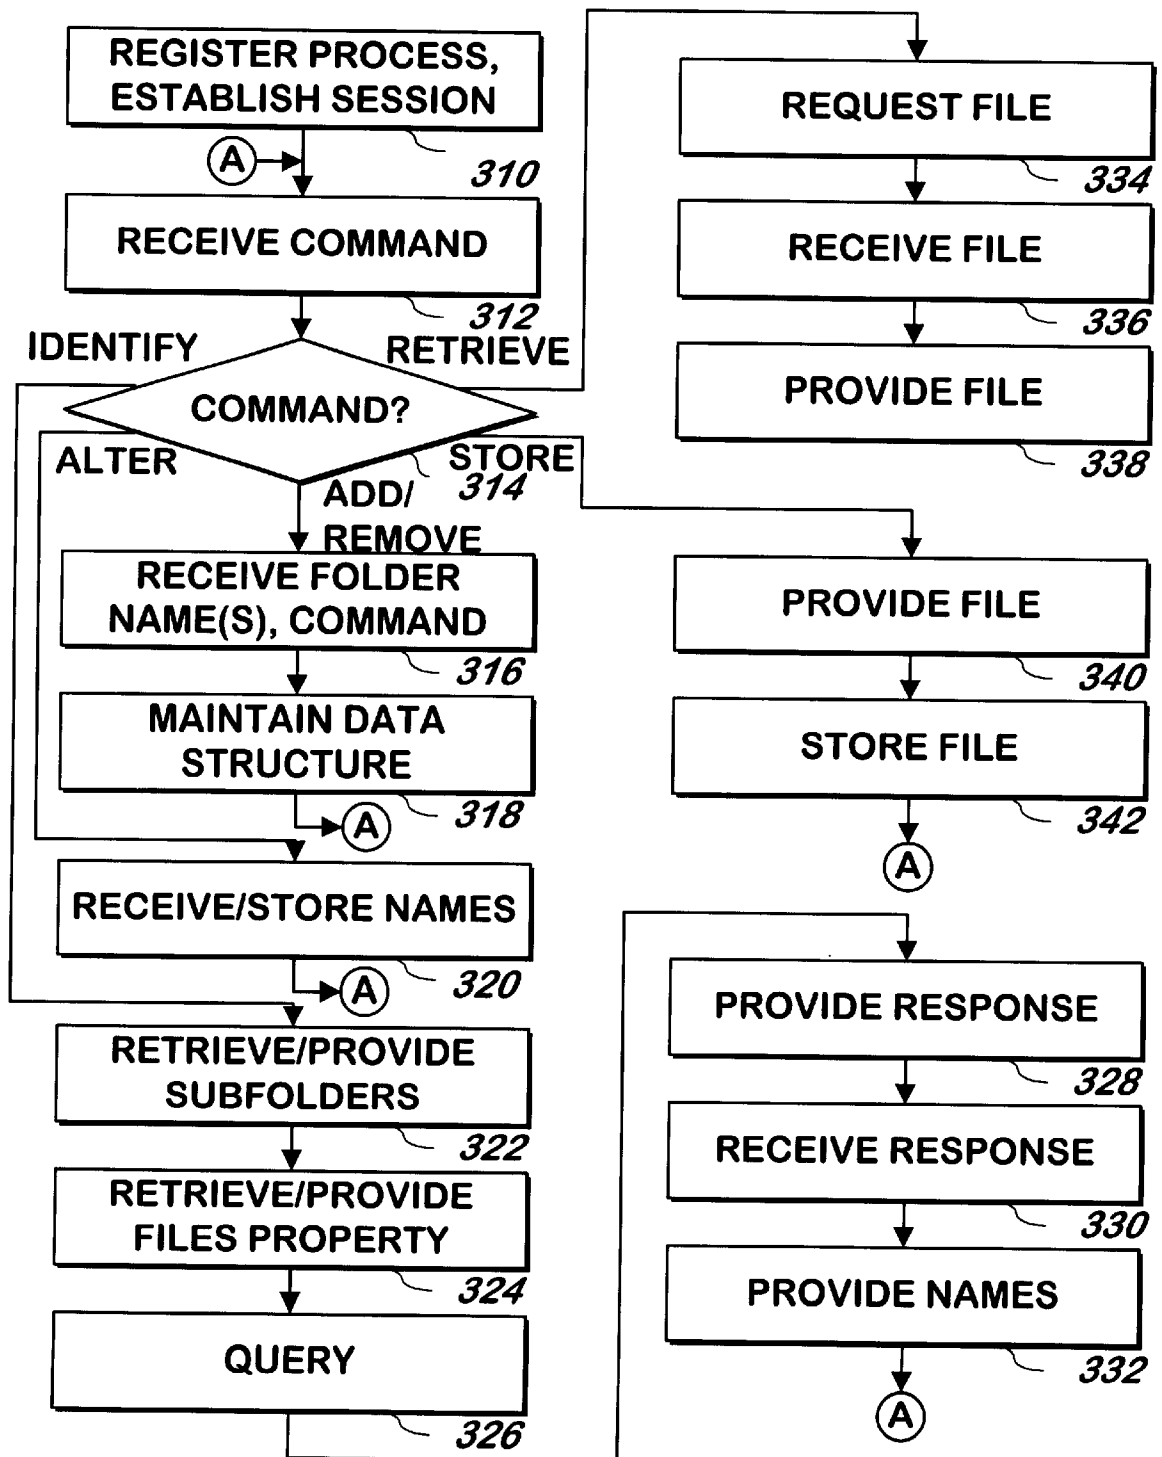 REGISTER PROCESS,
ESTABLISH SESSION
310
A
RECEIVE COMMAND
312
IDENTIFY
RETRIEVE
COMMAND?
ALTER
STORE
314
ADD/
REMOVE
RECEIVE FOLDER
NAME(S), COMMAND
316
MAINTAIN DATA
STRUCTURE
318
A
RECEIVE/STORE NAMES
320
A
RETRIEVE/PROVIDE
SUBFOLDERS
322
RETRIEVE/PROVIDE
FILES PROPERTY
324
QUERY
326
REQUEST FILE
334
RECEIVE FILE
336
PROVIDE FILE
338
PROVIDE FILE
340
STORE FILE
342
A
PROVIDE RESPONSE
328
RECEIVE RESPONSE
330
PROVIDE NAMES
332
A